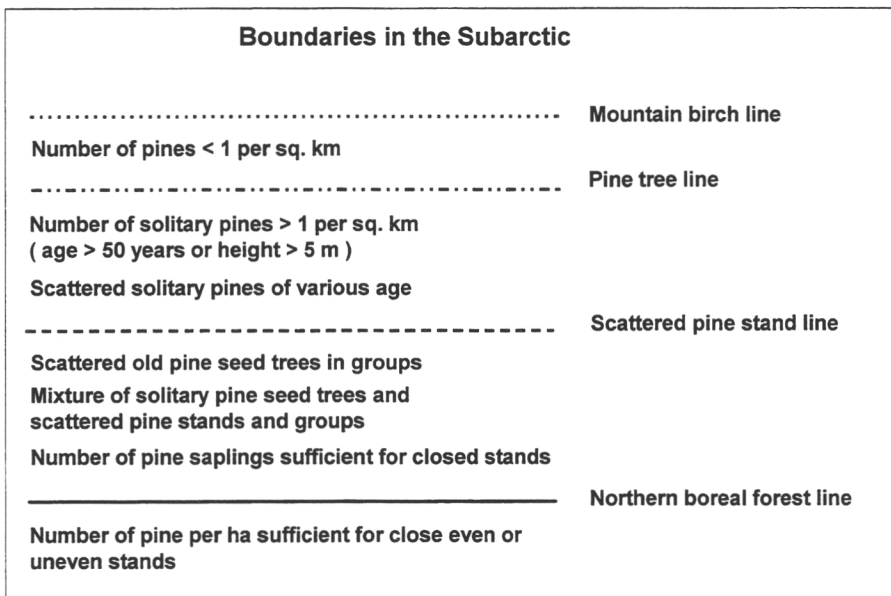 Boundaries in the Subarctic
Mountain birch line
Number of pines < 1 per sq. km
Pine tree line
Number of solitary pines > 1 per sq. km
( age > 50 years or height > 5 m )
Scattered solitary pines of various age
Scattered pine stand line
Scattered old pine seed trees in groups
Mixture of solitary pine seed trees and
scattered pine stands and groups
Number of pine saplings sufficient for closed stands
Northern boreal forest line
Number of pine per ha sufficient for close even or
uneven stands